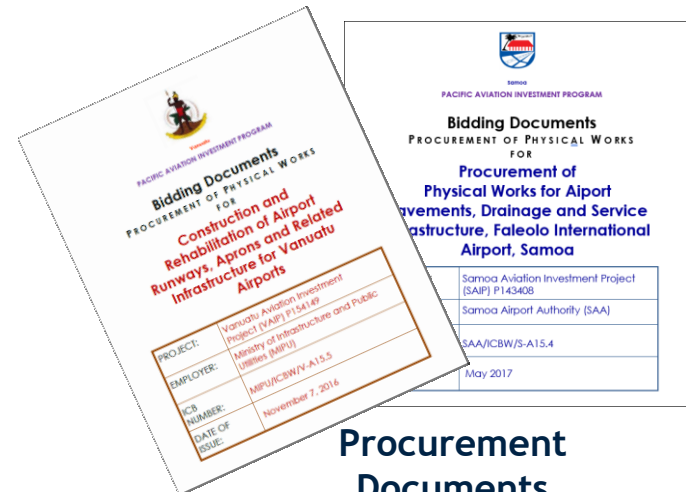 Vanuatu
PACIFIC AVIATION INVESTMENT PROGRAM
Bidding Documents
PROCUREMENT OF PHYSICAL WORKS
FOR
Construction and
Rehabilitation of Airport
Runways, Aprons and Related
Infrastructure for Vanuatu
Airports
PROJECT: Vanuatu Aviation Investment
Project (VAIP) P154149
EMPLOYER: Ministry of Infrastructure and Public
Utilities (MIPU)
ICB
NUMBER: MIPU/ICBW/V-A15.5
DATE OF
ISSUE: November 7, 2016
Samoa
PACIFIC AVIATION INVESTMENT PROGRAM
Bidding Documents
PROCUREMENT OF PHYSICAL WORKS
FOR
Procurement of
Physical Works for Aiport
avements, Drainage and Service
astructure, Faleolo International
Airport, Samoa
Samoa Aviation Investment Project
(SAIP) P143408
Samoa Airport Authority (SAA)
SAA/ICBW/S-A15.4
May 2017
Procurement
Documents